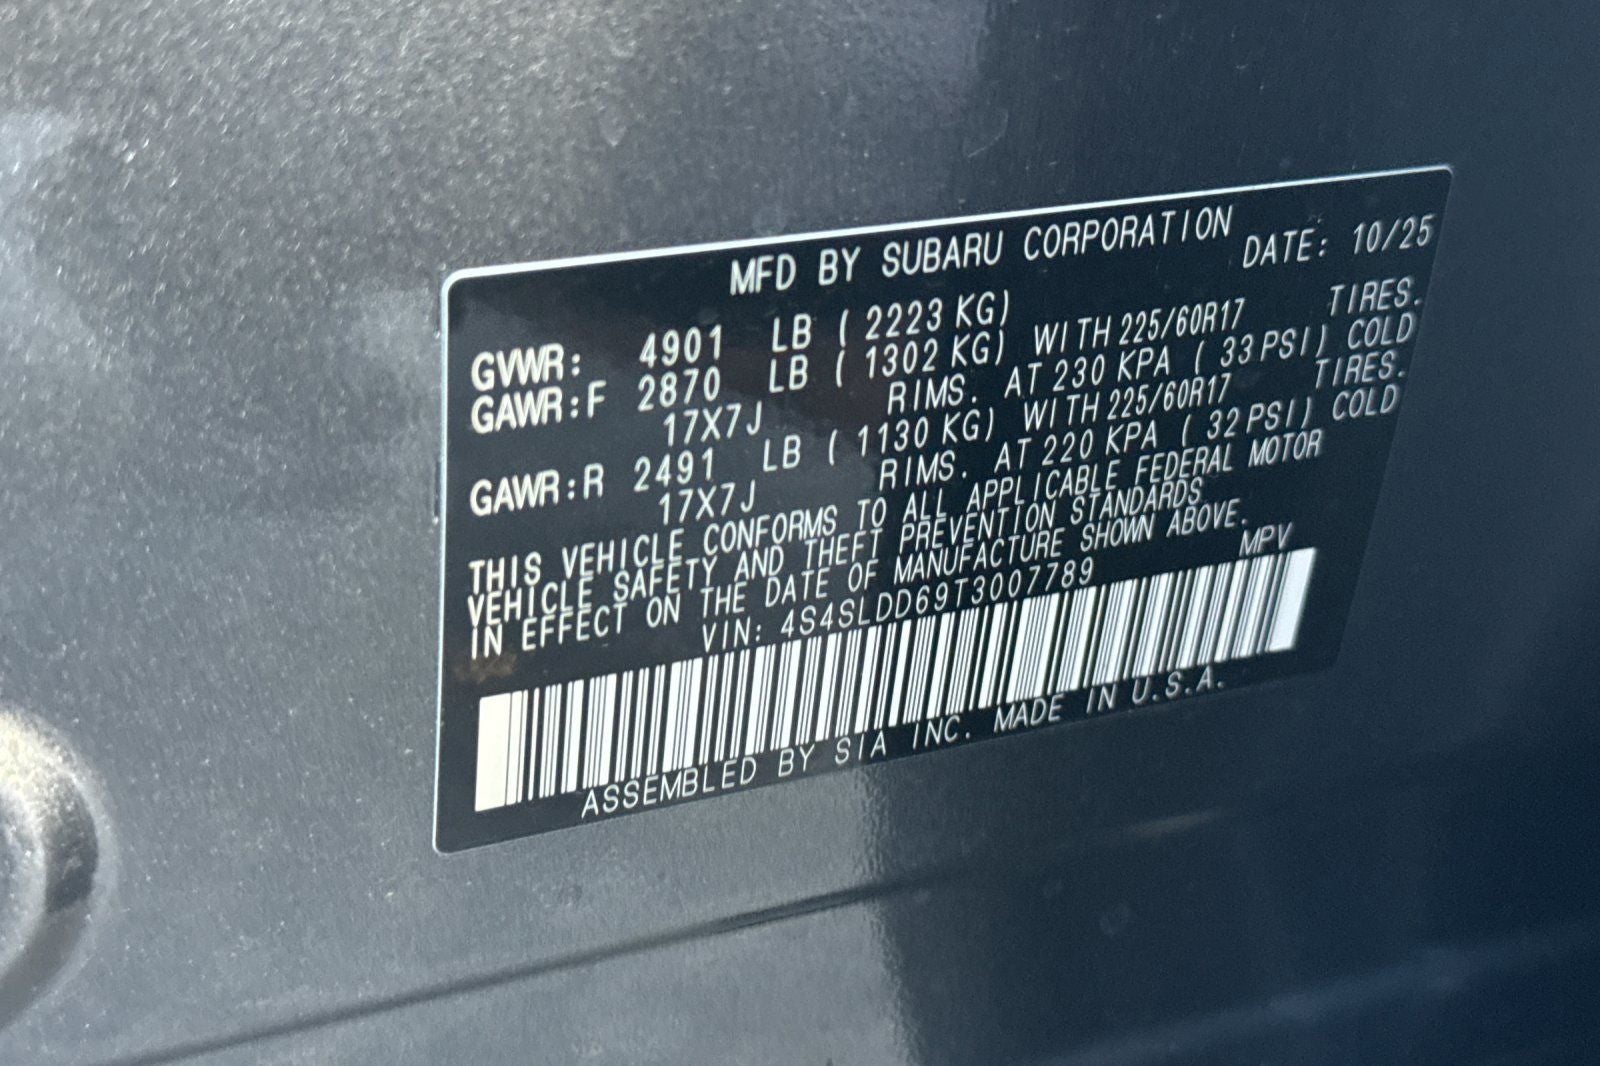 MFD BY SUBARU CORPORATION DATE: 10/25
GVWR: 4901 LB ( 2223 KG)
GAWR:F 2870 LB ( 1302 KG) WITH 225/60R17 TIRES.
17X7J RIMS. AT 230 KPA ( 33 PSI) COLD
GAWR:R 2491 LB ( 1130 KG) WITH 225/60R17 TIRES.
17X7J RIMS. AT 220 KPA ( 32 PSI) COLD
THIS VEHICLE CONFORMS TO ALL APPLICABLE FEDERAL MOTOR
VEHICLE SAFETY AND THEFT PREVENTION STANDARDS
IN EFFECT ON THE DATE OF MANUFACTURE SHOWN ABOVE.
VIN: 4S4SLDD69T3007789 MPV
ASSEMBLED BY SIA INC. MADE IN U.S.A.